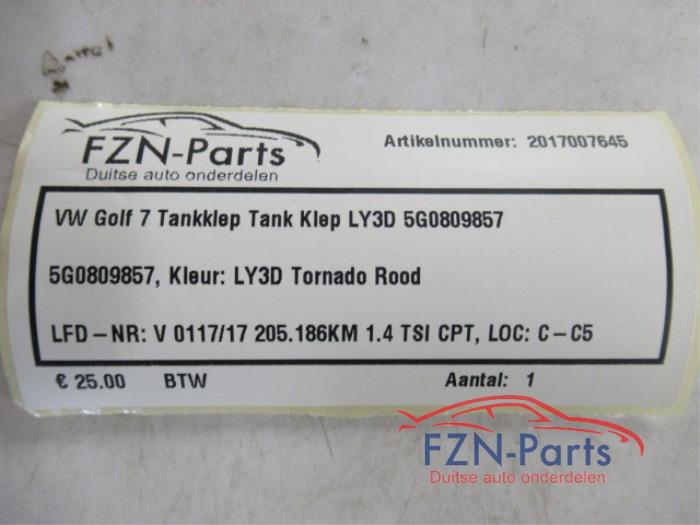 FZN-Parts
Duitse auto onderdelen
Artikelnummer: 2017007645
VW Golf 7 Tankklep Tank Klep LY3D 5G0809857
5G0809857, Kleur: LY3D Tornado Rood
LFD-NR: V 0117/17 205.186KM 1.4 TSI CPT, LOC: C-C5
€ 25.00 BTW Aantal: 1
FZN-Parts
Duitse auto onderdelen